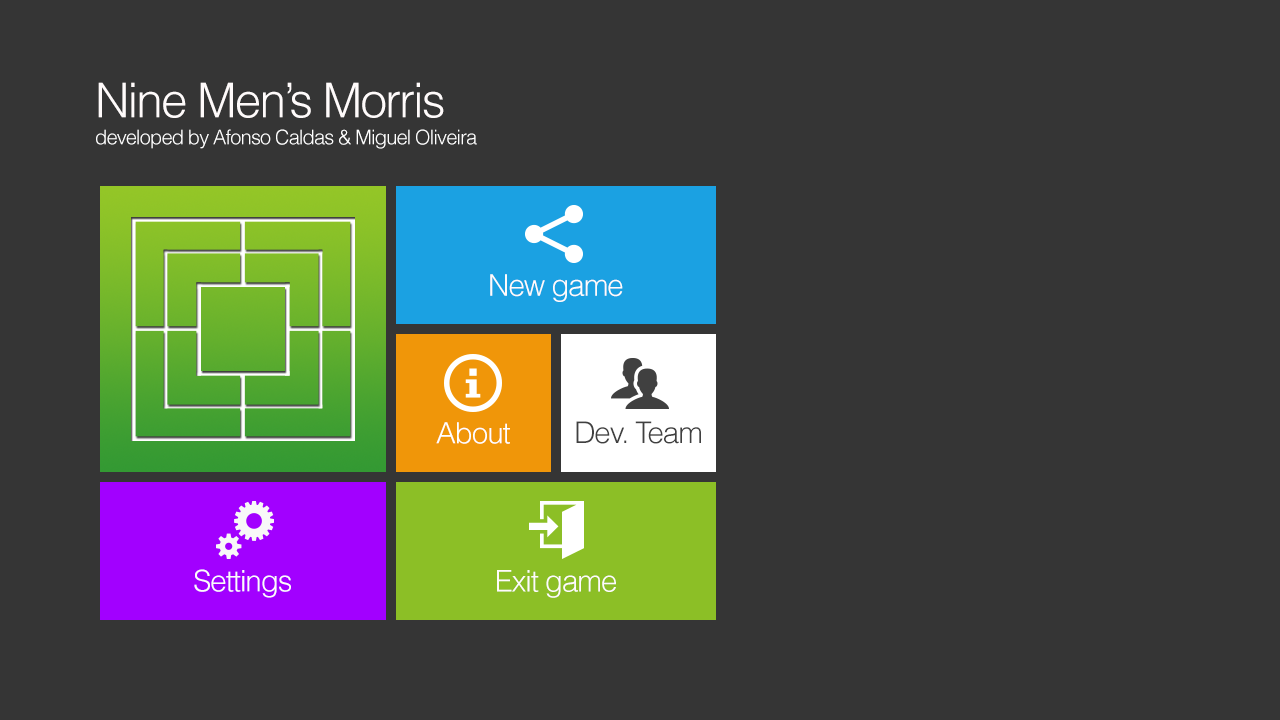 Nine Men's Morris
developed by Afonso Caldas & Miguel Oliveira
New game
About
Dev. Team
Settings
Exit game